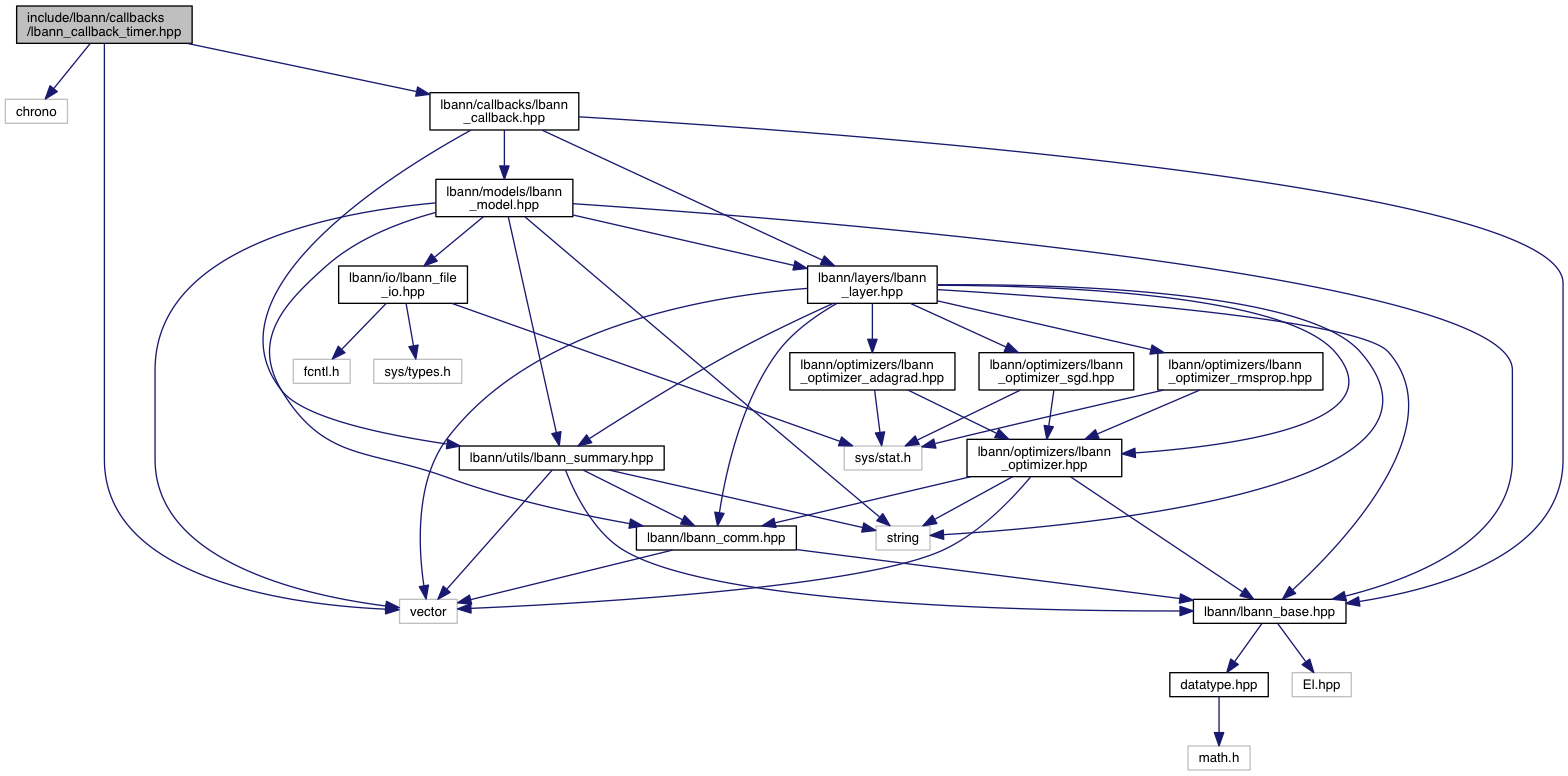 include/lbann/callbacks
/lbann_callback_timer.hpp
chrono
lbann/callbacks/lbann
_callback.hpp
lbann/models/lbann
_model.hpp
lbann/io/lbann_file
_io.hpp
lbann/layers/lbann
_layer.hpp
fcntl.h
sys/types.h
lbann/optimizers/lbann
_optimizer_adagrad.hpp
lbann/optimizers/lbann
_optimizer_sgd.hpp
lbann/optimizers/lbann
_optimizer_rmsprop.hpp
lbann/utils/lbann_summary.hpp
sys/stat.h
lbann/optimizers/lbann
_optimizer.hpp
lbann/lbann_comm.hpp
string
vector
lbann/lbann_base.hpp
datatype.hpp
El.hpp
math.h